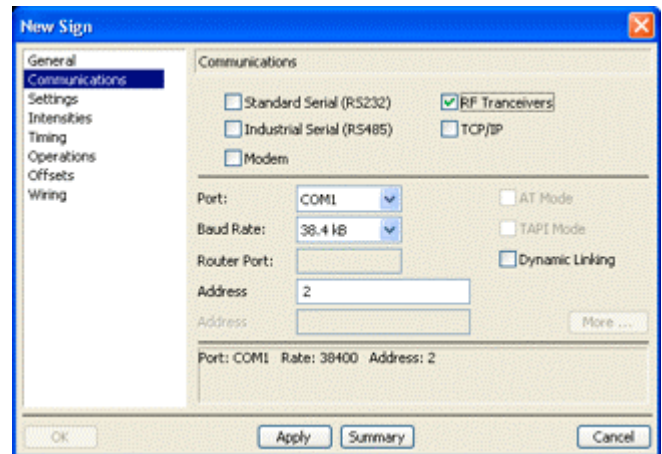 New Sign
General
Communications
Settings
Intensities
Timing
Operations
Offsets
Wiring
Communications
Standard Serial (RS232)
RF Tranceivers
Industrial Serial (RS485)
TCP/IP
Modem
Port: COM1 AT Mode
Baud Rate: 38.4 kB TAPI Mode
Router Port: Dynamic Linking
Address 2
Address More ...
Port: COM1 Rate: 38400 Address: 2
OK Apply Summary Cancel